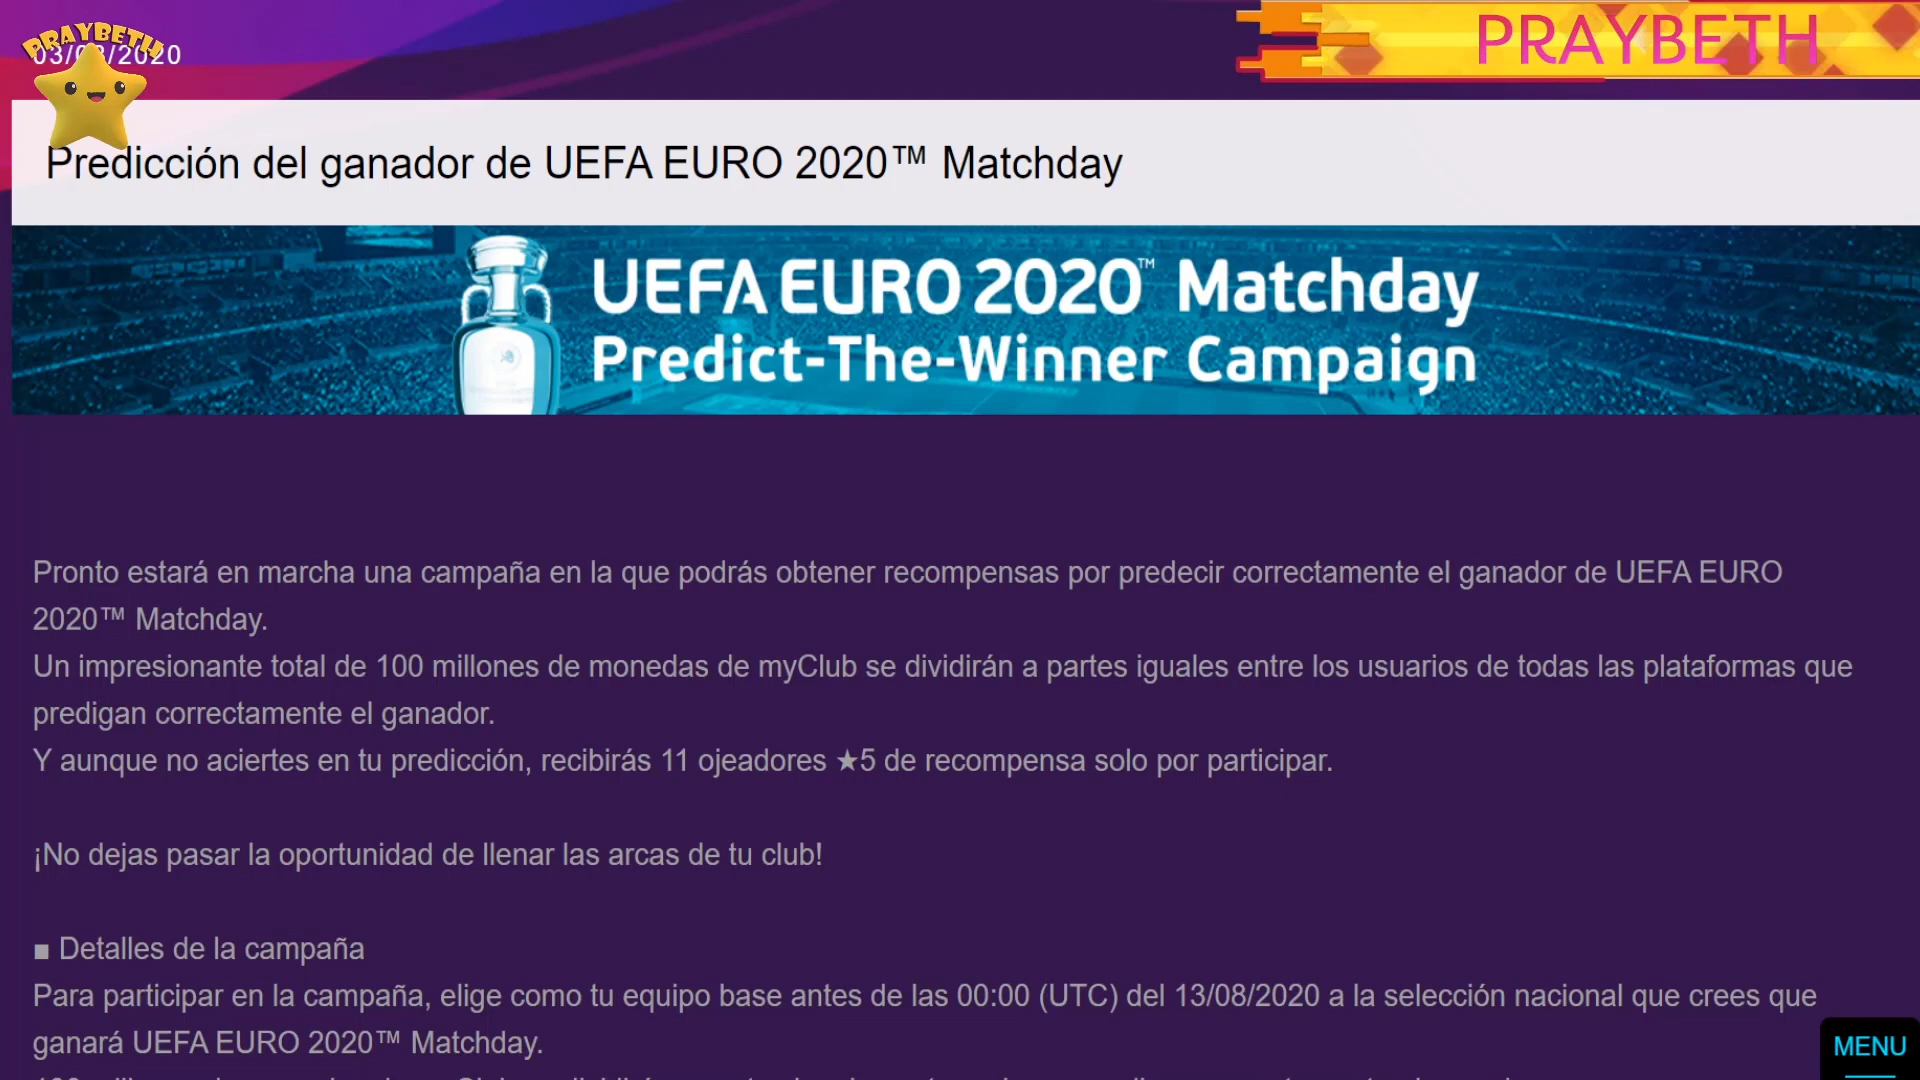 PRAYBETH
PRAYBETH
03/08/2020
Predicción del ganador de UEFA EURO 2020™ Matchday
UEFA EURO 2020™ Matchday
Predict-The-Winner Campaign
Pronto estará en marcha una campaña en la que podrás obtener recompensas por predecir correctamente el ganador de UEFA EURO
2020™ Matchday.
Un impresionante total de 100 millones de monedas de myClub se dividirán a partes iguales entre los usuarios de todas las plataformas que
predigan correctamente el ganador.
Y aunque no aciertes en tu predicción, recibirás 11 ojeadores ★5 de recompensa solo por participar.
¡No dejas pasar la oportunidad de llenar las arcas de tu club!
■ Detalles de la campaña
Para participar en la campaña, elige como tu equipo base antes de las 00:00 (UTC) del 13/08/2020 a la selección nacional que crees que
ganará UEFA EURO 2020™ Matchday.
MENU